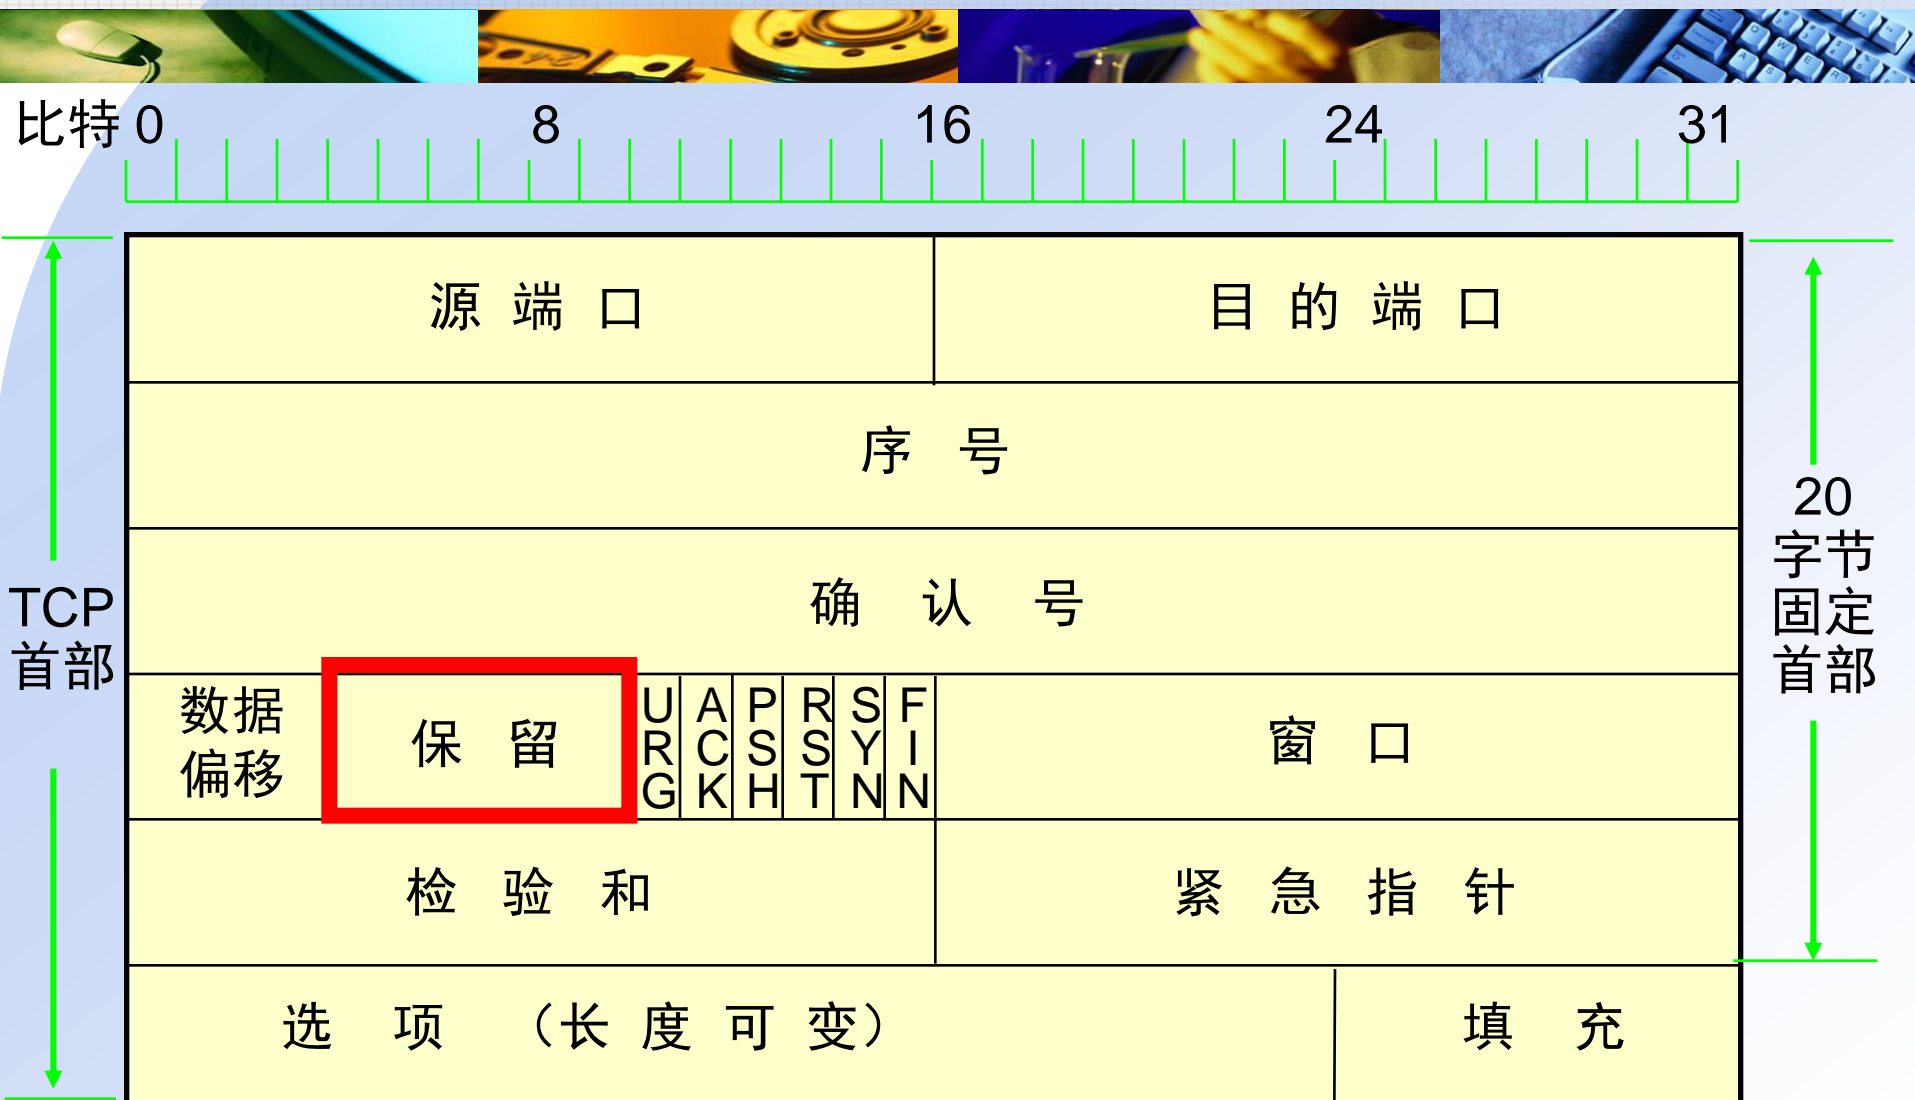 比特 0 8 16 24 31
源 端 口 目 的 端 口
序 号
确 认 号
TCP
首部
20
字节
固定
首部
数据
偏移
保 留
URG
ACK
PSH
RST
SYN
FIN
窗 口
检 验 和 紧 急 指 针
选 项 （长 度 可 变） 填 充